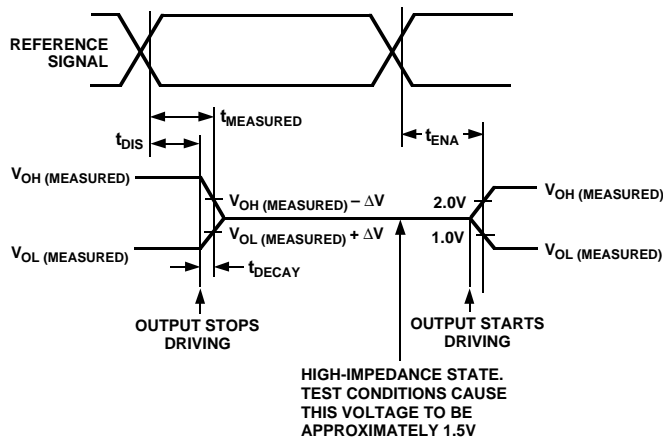 REFERENCE
SIGNAL
tMEASURED
tDIS
tENA
VOH (MEASURED)
VOH (MEASURED) – ΔV
2.0V
VOH (MEASURED)
VOL (MEASURED)
VOL (MEASURED) + ΔV
1.0V
VOL (MEASURED)
tDECAY
OUTPUT STOPS
DRIVING
OUTPUT STARTS
DRIVING
HIGH-IMPEDANCE STATE.
TEST CONDITIONS CAUSE
THIS VOLTAGE TO BE
APPROXIMATELY 1.5V